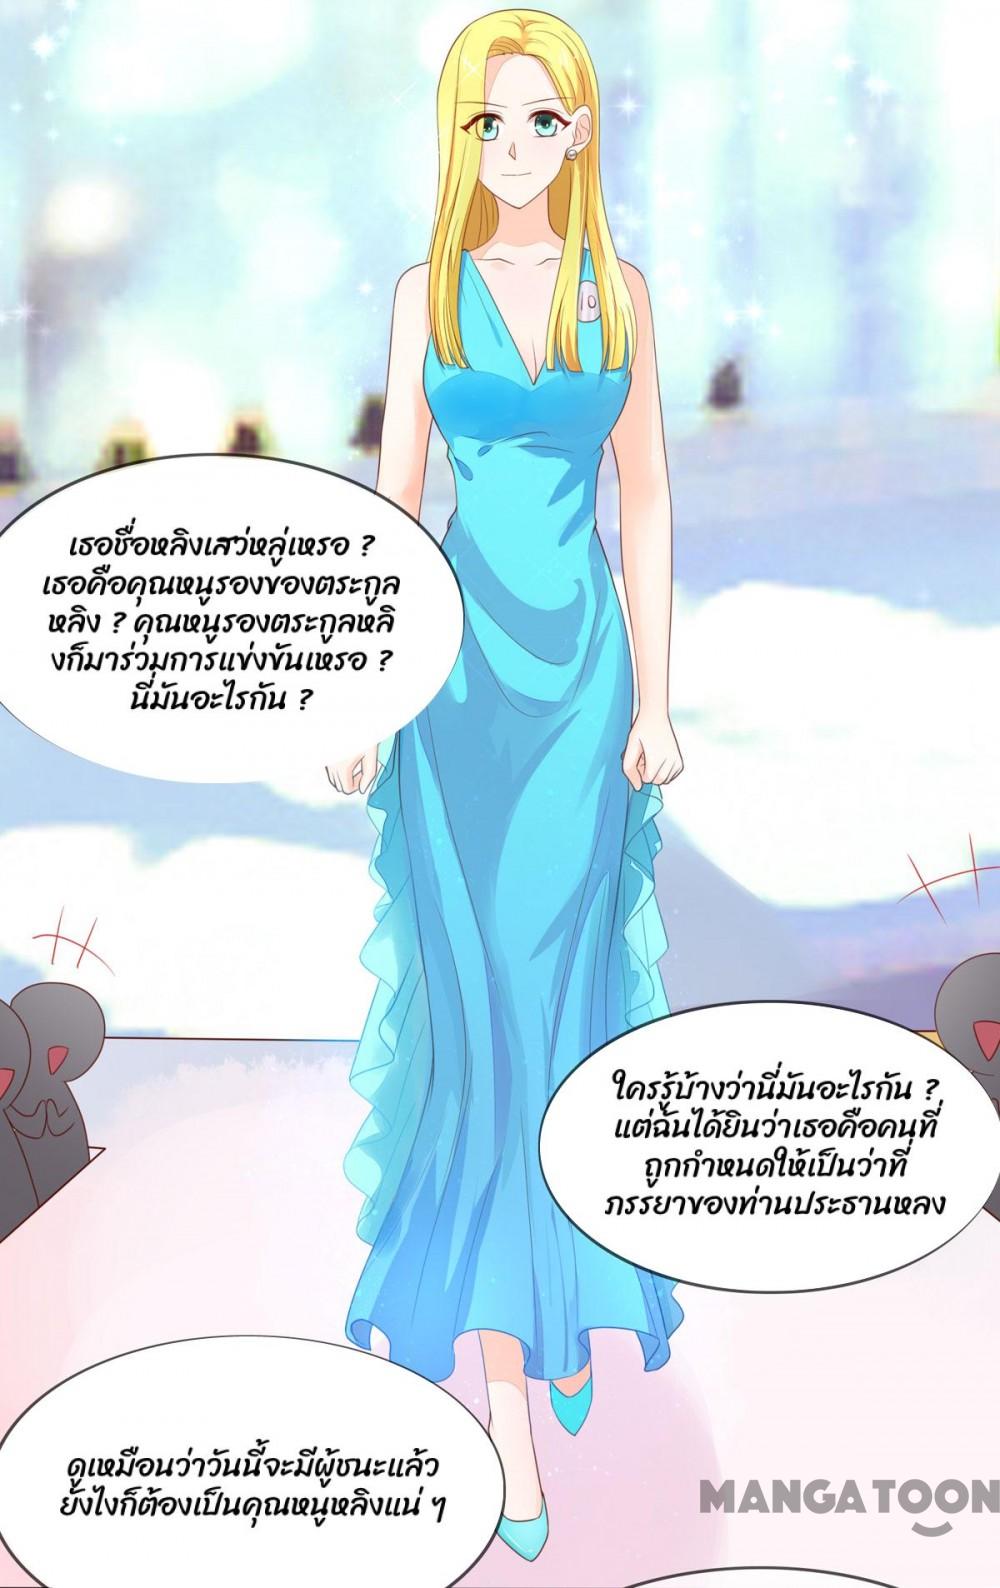 10
เธอชื่อหลิงเสว่หลู่เหรอ ?
เธอคือคุณหนูรองของตระกูล
หลิง ? คุณหนูรองตระกูลหลิ
งก็มาร่วมการแข่งขันเหรอ ?
นี่มันอะไรกัน ?
ใครรู้บ้างว่านี่มันอะไรกัน ?
แต่ฉันได้ยินว่าเธอคือคนที่
ถูกกำหนดให้เป็นว่าที่
ภรรยาของท่านประธานหลง
ดูเหมือนว่าวันนี้จะมีผู้ชนะแล้ว
ยังไงก็ต้องเป็นคุณหนูหลิงแน่ ๆ
MANGATOON